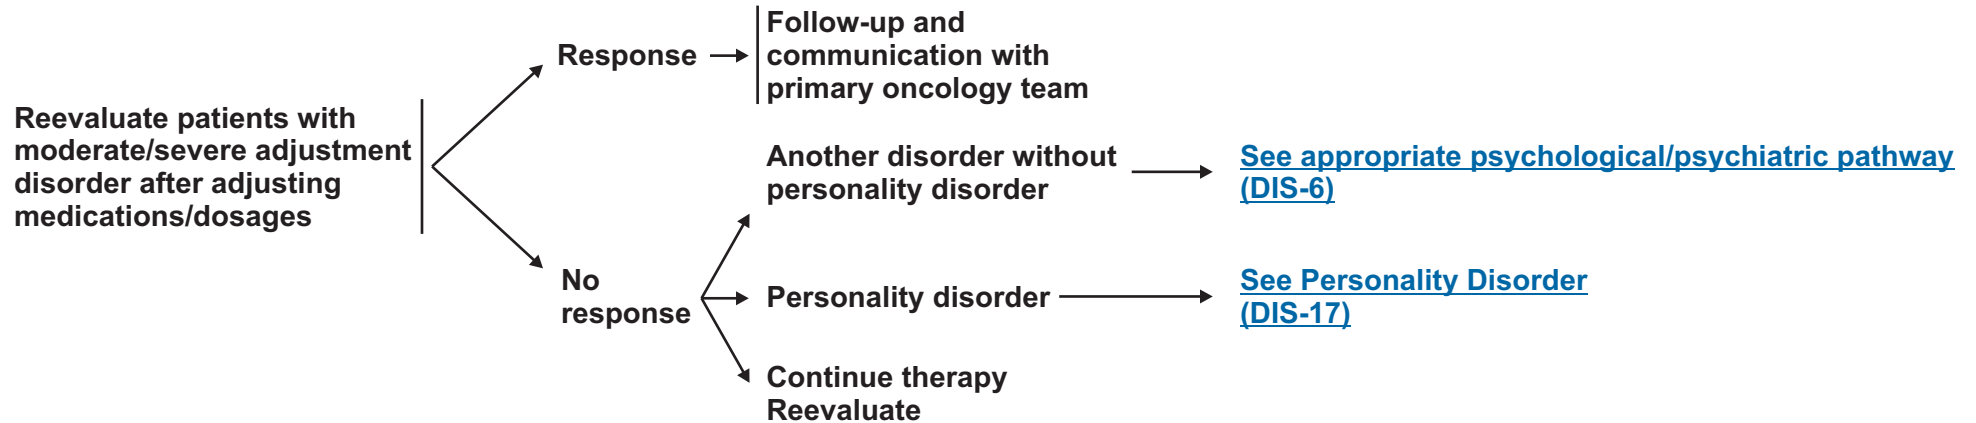 Reevaluate patients with
moderate/severe adjustment
disorder after adjusting
medications/dosages
Response
Follow-up and
communication with
primary oncology team
No
response
Another disorder without
personality disorder
See appropriate psychological/psychiatric pathway
(DIS-6)
Personality disorder
See Personality Disorder
(DIS-17)
Continue therapy
Reevaluate